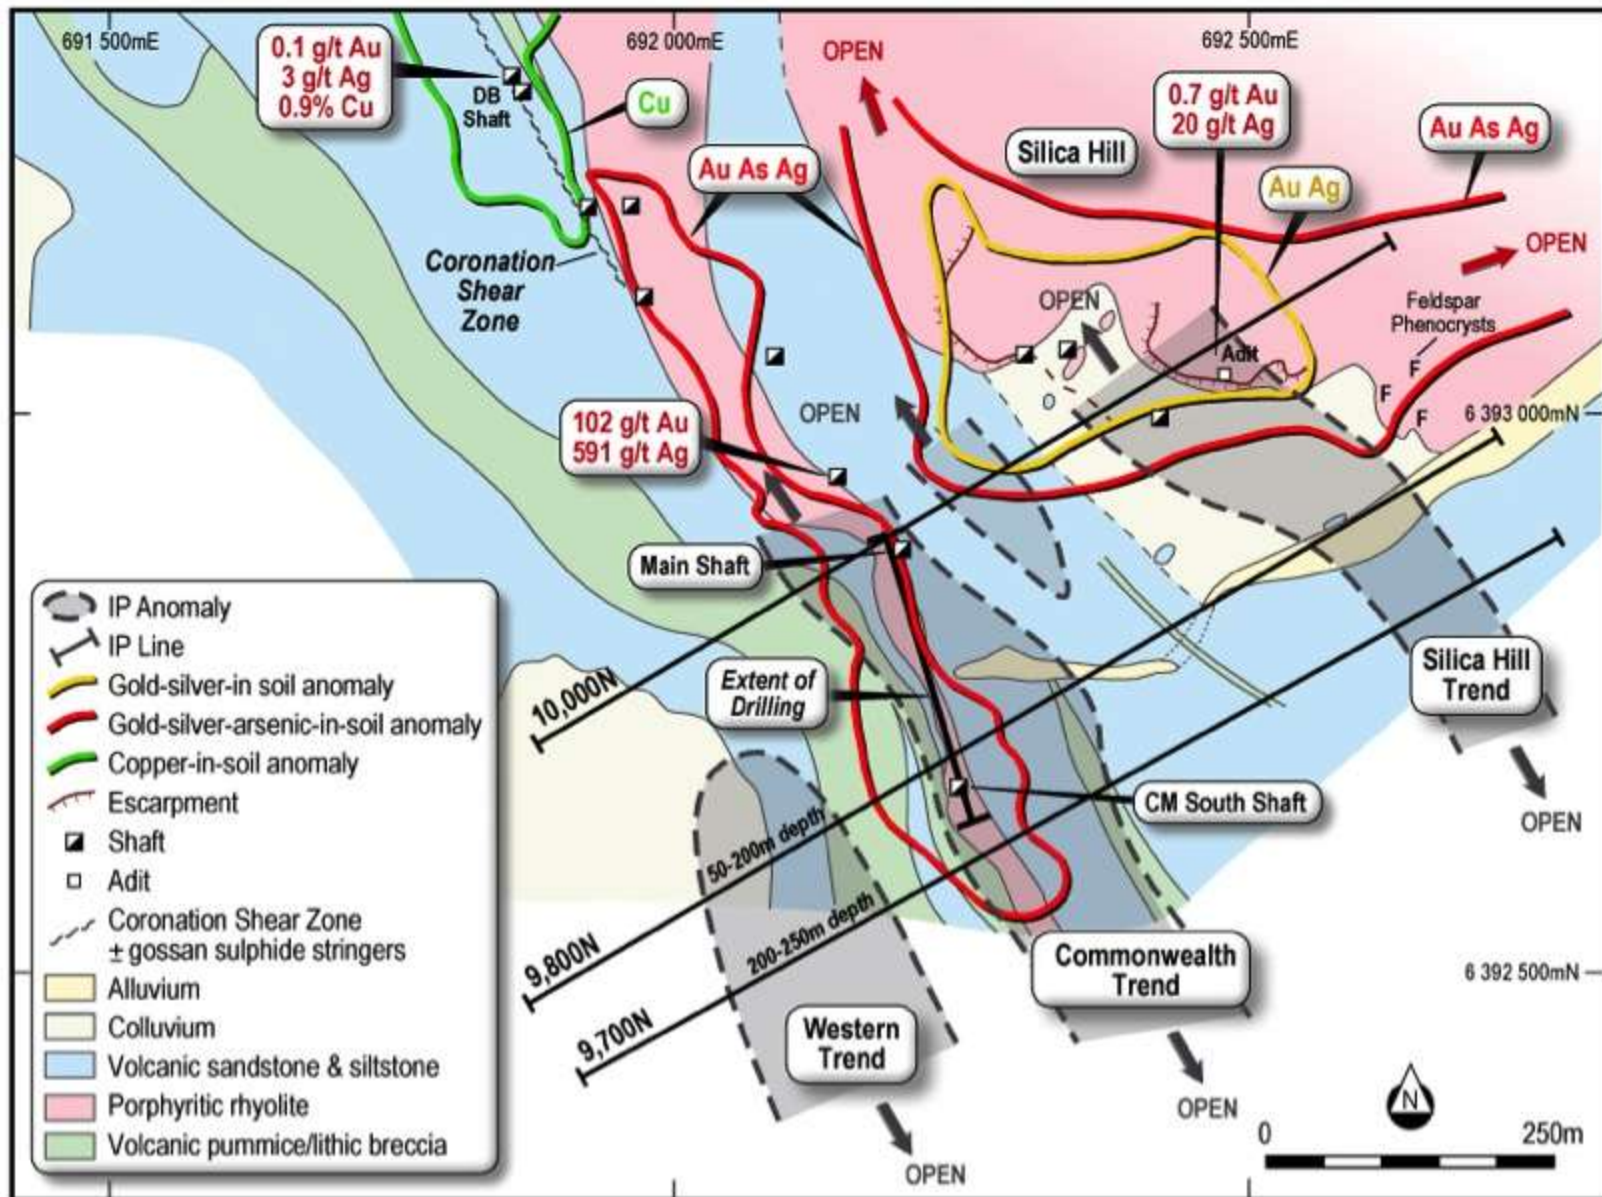 691 500mE
692 000mE
692 500mE
0.1 g/t Au
3 g/t Ag
0.9% Cu
DB
Shaft
Cu
Au As Ag
OPEN
Silica Hill
0.7 g/t Au
20 g/t Ag
Au As Ag
Au Ag
OPEN
Coronation
Shear
Zone
OPEN
Feldspar
Phenocrysts
Adit
F
F
F
6 393 000mN
OPEN
102 g/t Au
591 g/t Ag
Main Shaft
Extent of
Drilling
10,000N
Silica Hill
Trend
CM South Shaft
OPEN
50-200m depth
200-250m depth
9,800N
9,700N
Commonwealth
Trend
6 392 500mN
Western
Trend
OPEN
OPEN
IP Anomaly
IP Line
Gold-silver-in soil anomaly
Gold-silver-arsenic-in-soil anomaly
Copper-in-soil anomaly
Escarpment
Shaft
Adit
Coronation Shear Zone
± gossan sulphide stringers
Alluvium
Colluvium
Volcanic sandstone & siltstone
Porphyritic rhyolite
Volcanic pummice/lithic breccia
N
0
250m